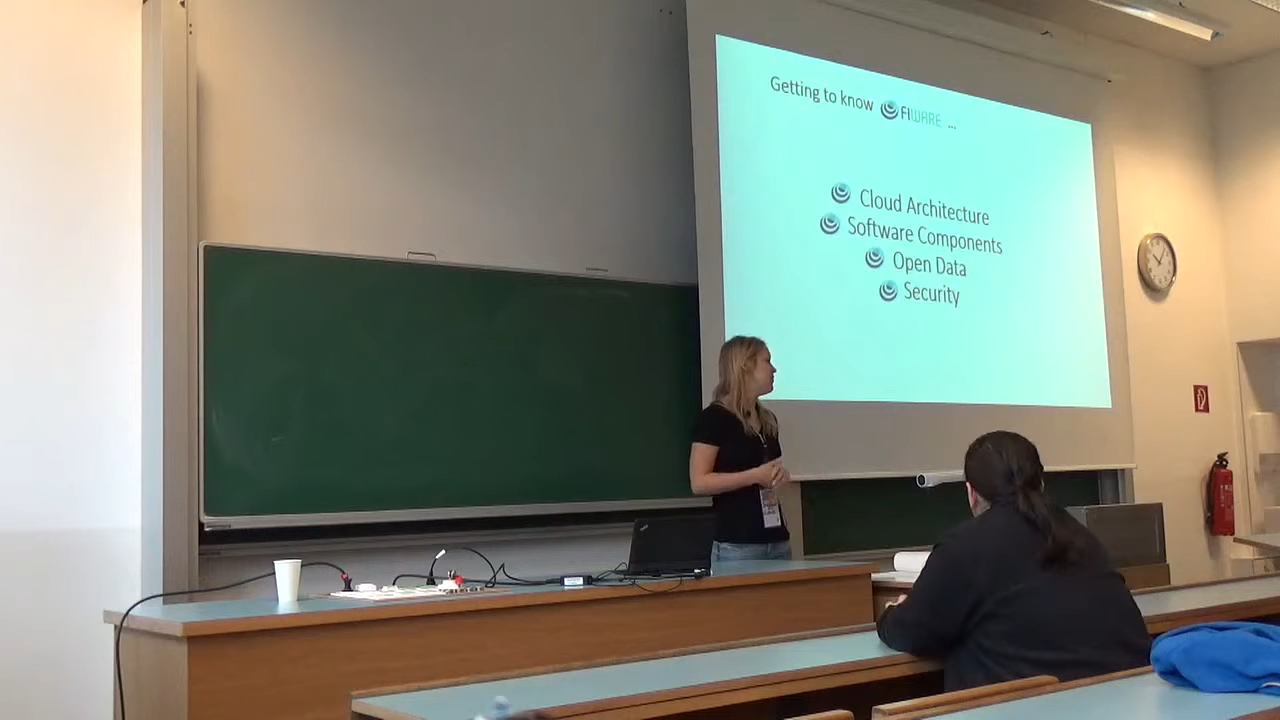 Getting to know FIWARE ...
Cloud Architecture
Software Components
Open Data
Security